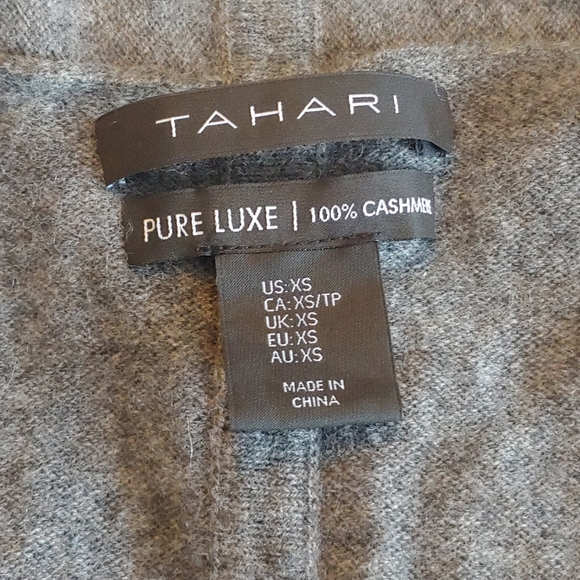 TAHARI
PURE LUXE | 100% CASHMERE
US: XS
CA: XS/TP
UK: XS
EU: XS
AU: XS
MADE IN
CHINA